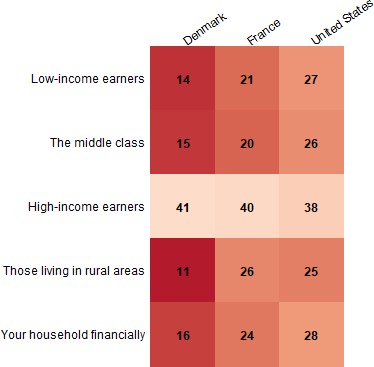 Denmark France United States
Low-income earners 14 21 27
The middle class 15 20 26
High-income earners 41 40 38
Those living in rural areas 11 26 25
Your household financially 16 24 28